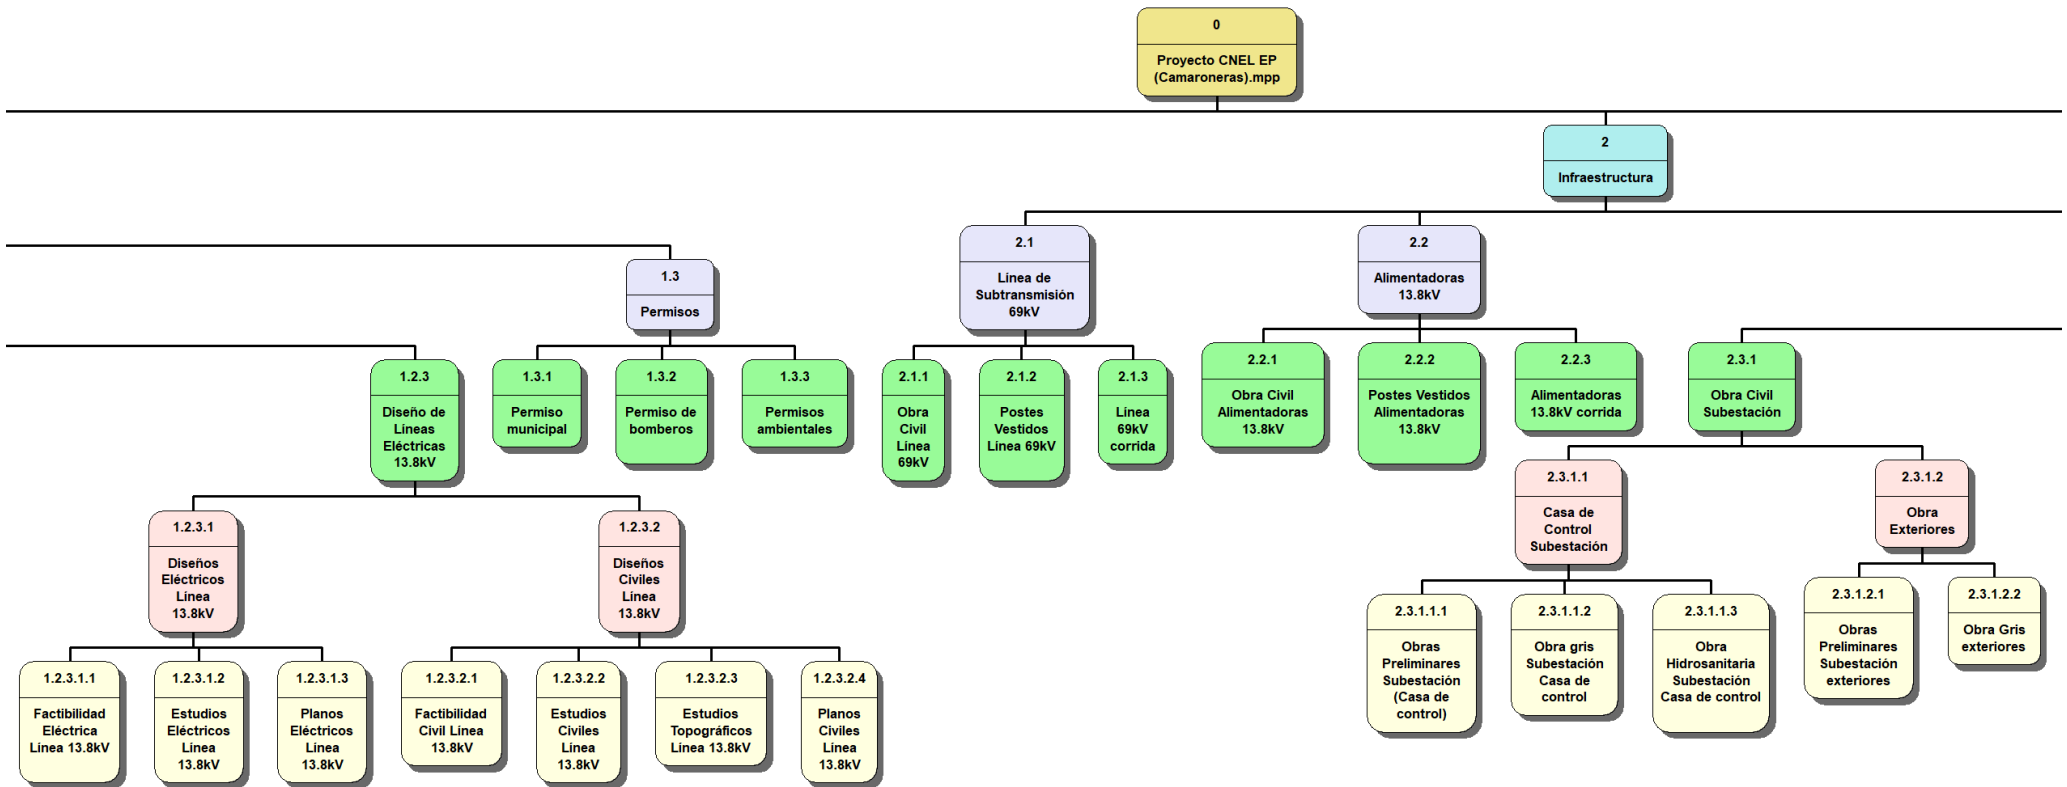 0
Proyecto CNEL EP
(Camaroneras).mpp
2
Infraestructura
1.3
Permisos
2.1
Línea de
Subtransmisión
69kV
2.2
Alimentadoras
13.8kV
1.2.3
Diseño de
Líneas
Eléctricas
13.8kV
1.3.1
Permiso
municipal
1.3.2
Permiso de
bomberos
1.3.3
Permisos
ambientales
2.1.1
Obra
Civil
Línea
69kV
2.1.2
Postes
Vestidos
Línea 69kV
2.1.3
Línea
69kV
corrida
2.2.1
Obra Civil
Alimentadoras
13.8kV
2.2.2
Postes Vestidos
Alimentadoras
13.8kV
2.2.3
Alimentadoras
13.8kV corrida
2.3.1
Obra Civil
Subestación
1.2.3.1
Diseños
Eléctricos
Línea
13.8kV
1.2.3.2
Diseños
Civiles
Línea
13.8kV
2.3.1.1
Casa de
Control
Subestación
2.3.1.2
Obra
Exteriores
1.2.3.1.1
Factibilidad
Eléctrica
Línea 13.8kV
1.2.3.1.2
Estudios
Eléctricos
Línea
13.8kV
1.2.3.1.3
Planos
Eléctricos
Línea
13.8kV
1.2.3.2.1
Factibilidad
Civil Línea
13.8kV
1.2.3.2.2
Estudios
Civiles
Línea
13.8kV
1.2.3.2.3
Estudios
Topográficos
Línea 13.8kV
1.2.3.2.4
Planos
Civiles
Línea
13.8kV
2.3.1.1.1
Obras
Preliminares
Subestación
(Casa de
control)
2.3.1.1.2
Obra gris
Subestación
Casa de
control
2.3.1.1.3
Obra
Hidrosanitaria
Subestación
Casa de control
2.3.1.2.1
Obras
Preliminares
Subestación
exteriores
2.3.1.2.2
Obra Gris
exteriores